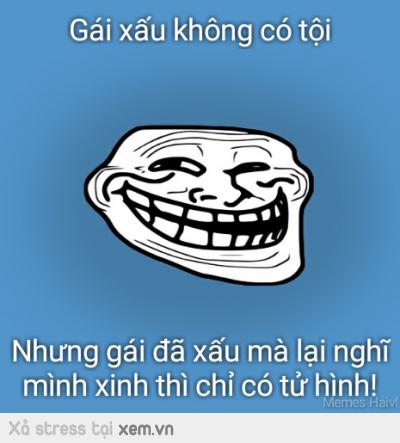 Gái xấu không có tội
Nhưng gái đã xấu mà lại nghĩ
mình xinh thì chỉ có tử hình!
Memes Haivl
Xả stress tại xem.vn